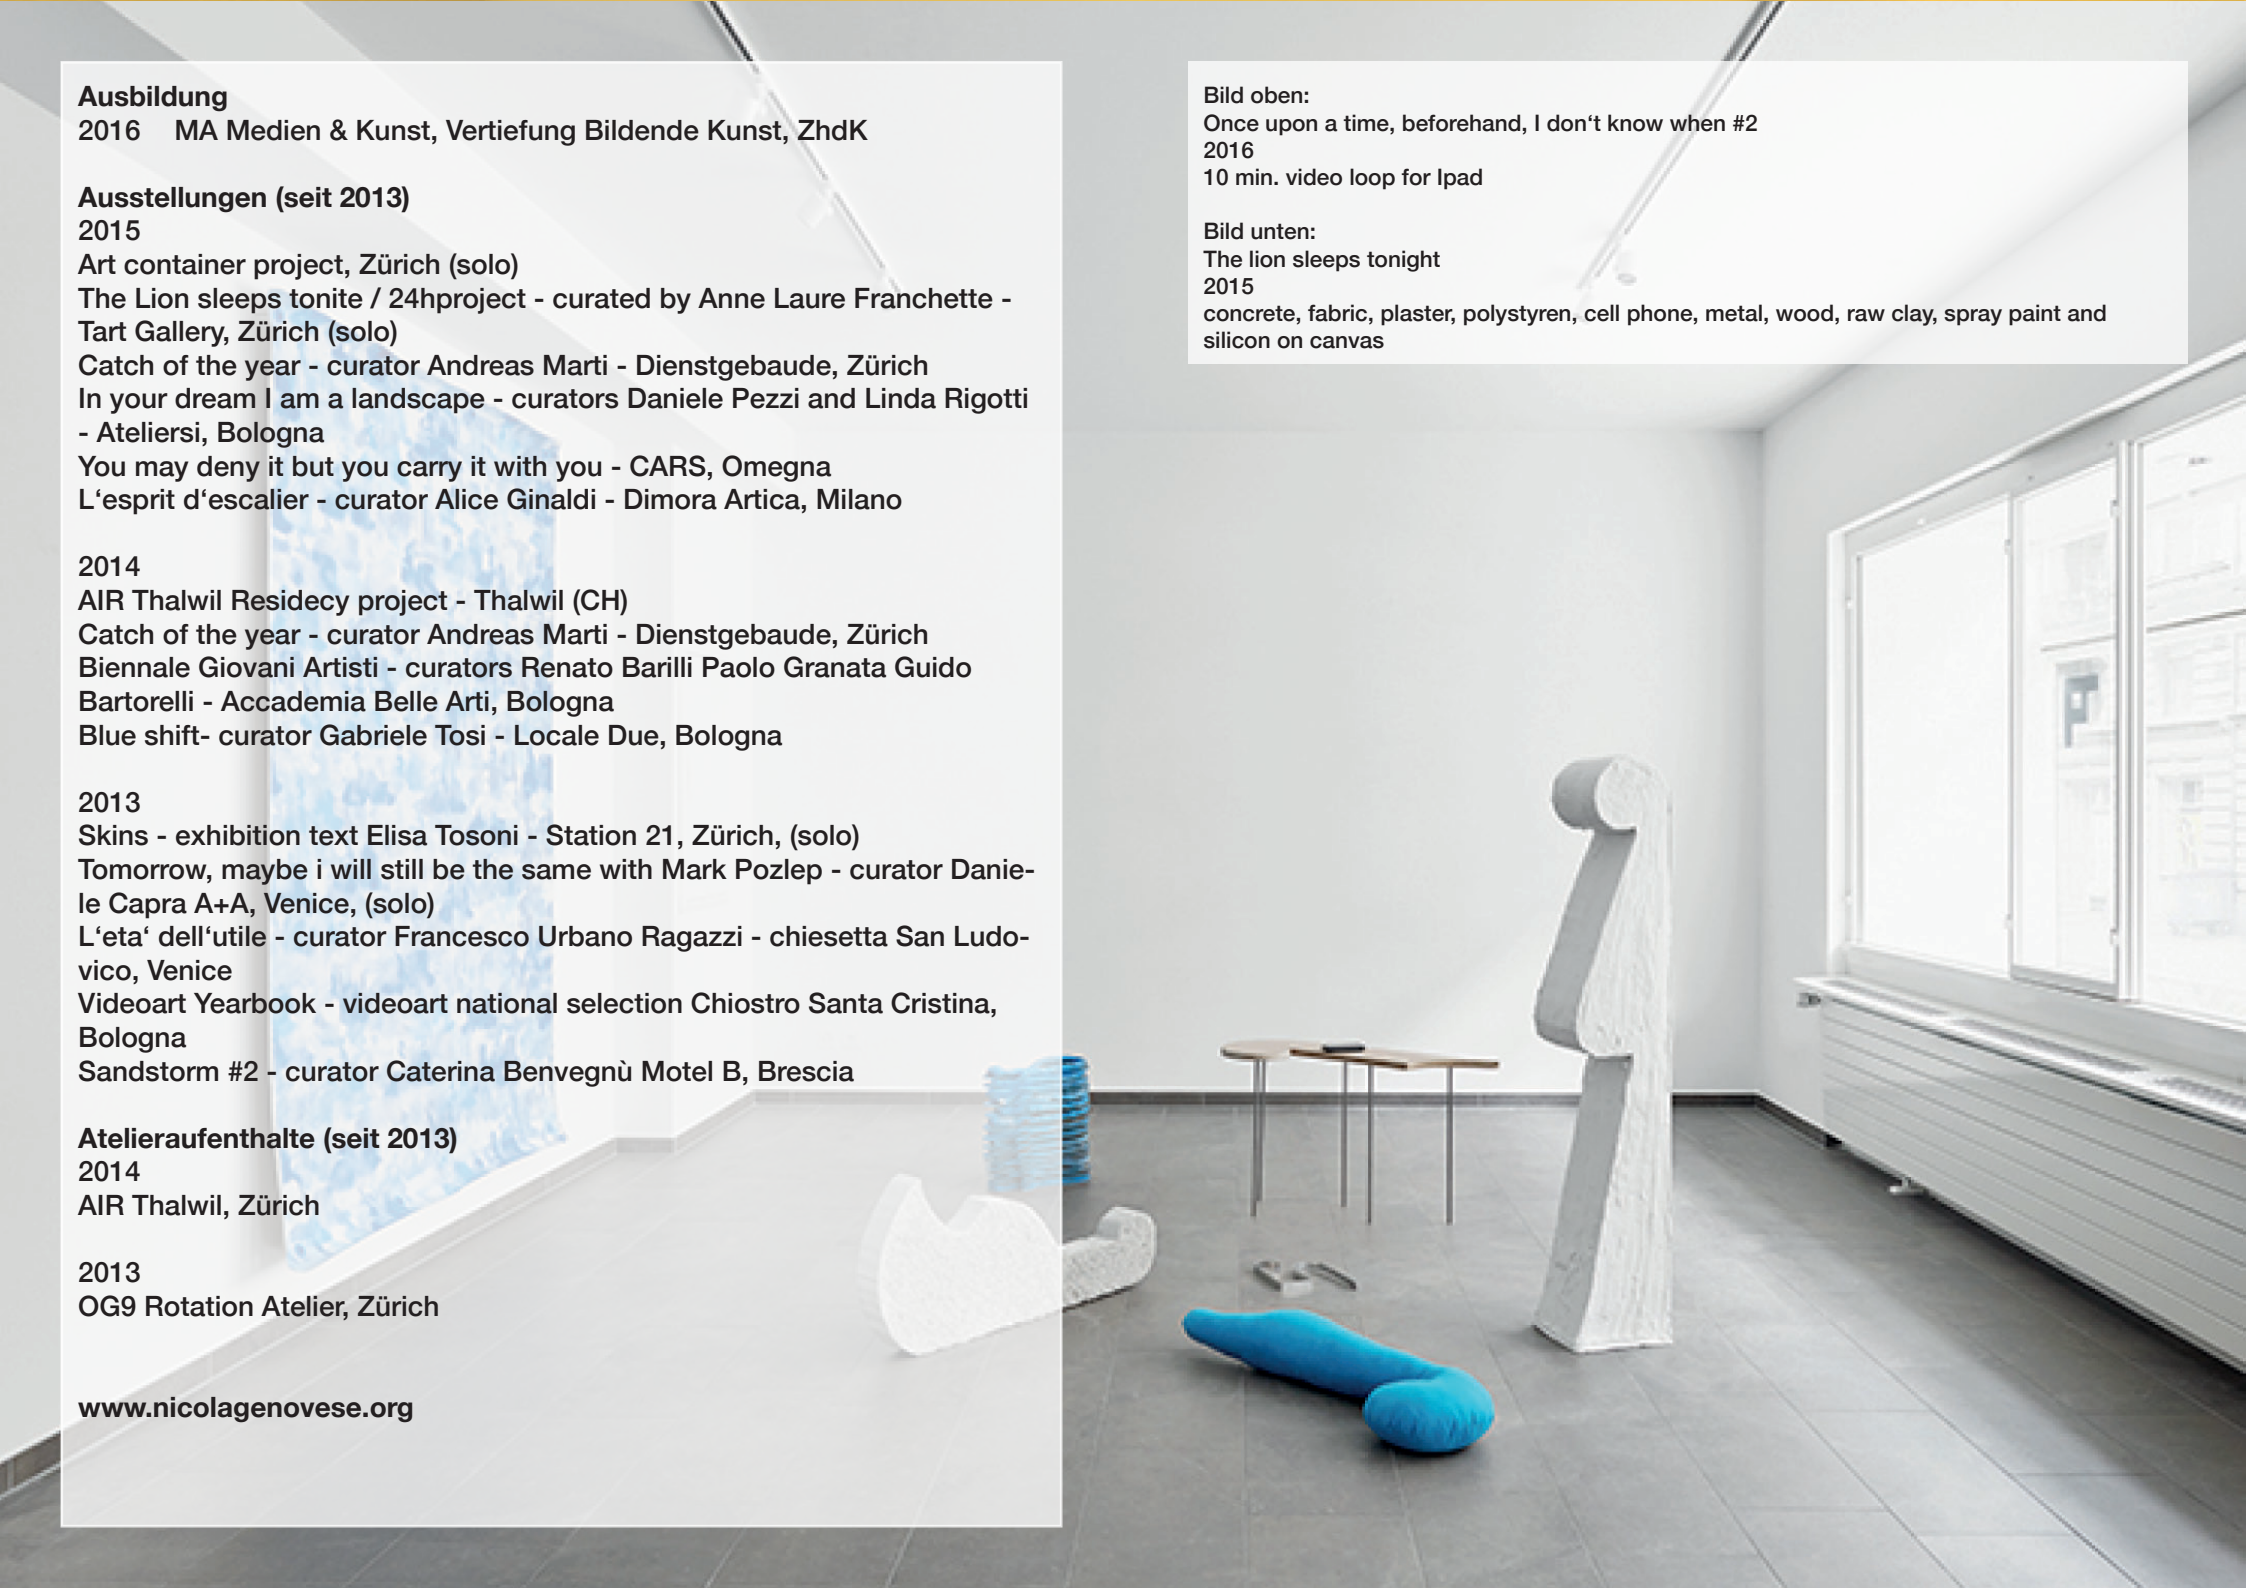 Ausbildung
2016 MA Medien & Kunst, Vertiefung Bildende Kunst, ZhdK
Ausstellungen (seit 2013)
2015
Art container project, Zürich (solo)
The Lion sleeps tonite / 24hproject - curated by Anne Laure Franchette -
Tart Gallery, Zürich (solo)
Catch of the year - curator Andreas Marti - Dienstgebaude, Zürich
In your dream I am a landscape - curators Daniele Pezzi and Linda Rigotti
- Ateliersi, Bologna
You may deny it but you carry it with you - CARS, Omegna
L‘esprit d‘escalier - curator Alice Ginaldi - Dimora Artica, Milano
2014
AIR Thalwil Residecy project - Thalwil (CH)
Catch of the year - curator Andreas Marti - Dienstgebaude, Zürich
Biennale Giovani Artisti - curators Renato Barilli Paolo Granata Guido
Bartorelli - Accademia Belle Arti, Bologna
Blue shift- curator Gabriele Tosi - Locale Due, Bologna
2013
Skins - exhibition text Elisa Tosoni - Station 21, Zürich, (solo)
Tomorrow, maybe i will still be the same with Mark Pozlep - curator Danie-
le Capra A+A, Venice, (solo)
L‘eta‘ dell‘utile - curator Francesco Urbano Ragazzi - chiesetta San Ludo-
vico, Venice
Videoart Yearbook - videoart national selection Chiostro Santa Cristina,
Bologna
Sandstorm #2 - curator Caterina Benvegnù Motel B, Brescia
Atelieraufenthalte (seit 2013)
2014
AIR Thalwil, Zürich
2013
OG9 Rotation Atelier, Zürich
www.nicolagenovese.org
Bild oben:
Once upon a time, beforehand, I don‘t know when #2
2016
10 min. video loop for Ipad
Bild unten:
The lion sleeps tonight
2015
concrete, fabric, plaster, polystyren, cell phone, metal, wood, raw clay, spray paint and
silicon on canvas